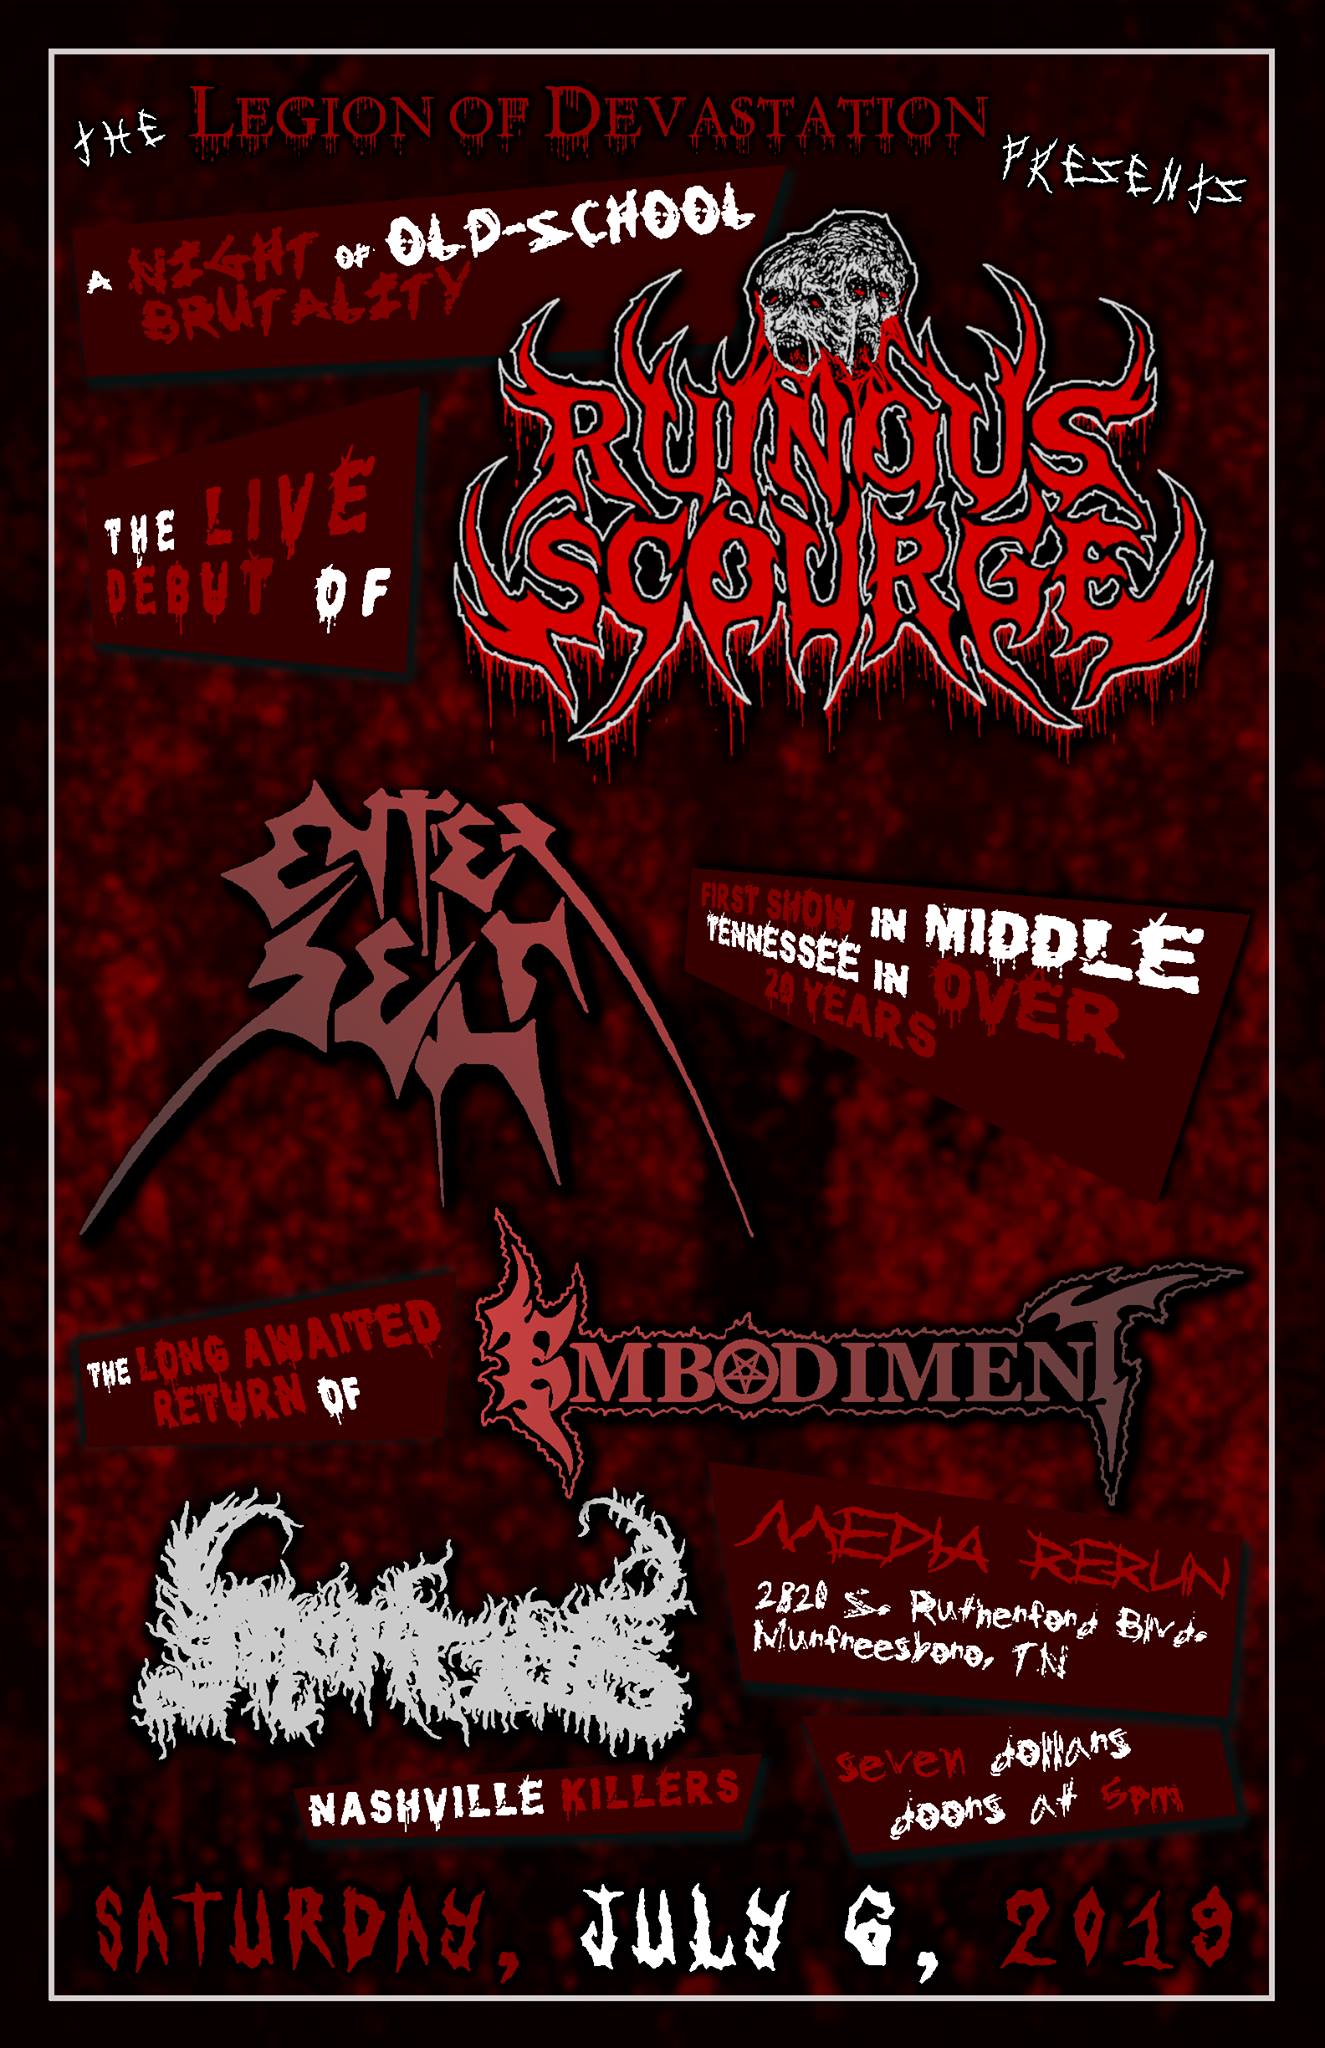 THE LEGION OF DEVASTATION PRESENTS
A NIGHT OF OLD-SCHOOL
BRUTALITY
THE LIVE
DEBUT OF
RUINOUS
SCOURGE
ENTER
SELF
FIRST SHOW IN MIDDLE
TENNESSEE IN OVER
20 YEARS
THE LONG AWAITED
RETURN OF
EMBODIMENT
NASHVILLE KILLERS
MEDIA RERUN
2820 S. Rutherford Blvd.
Murfreesboro, TN
seven dollars
doors at 5pm
SATURDAY, JULY 6, 2019